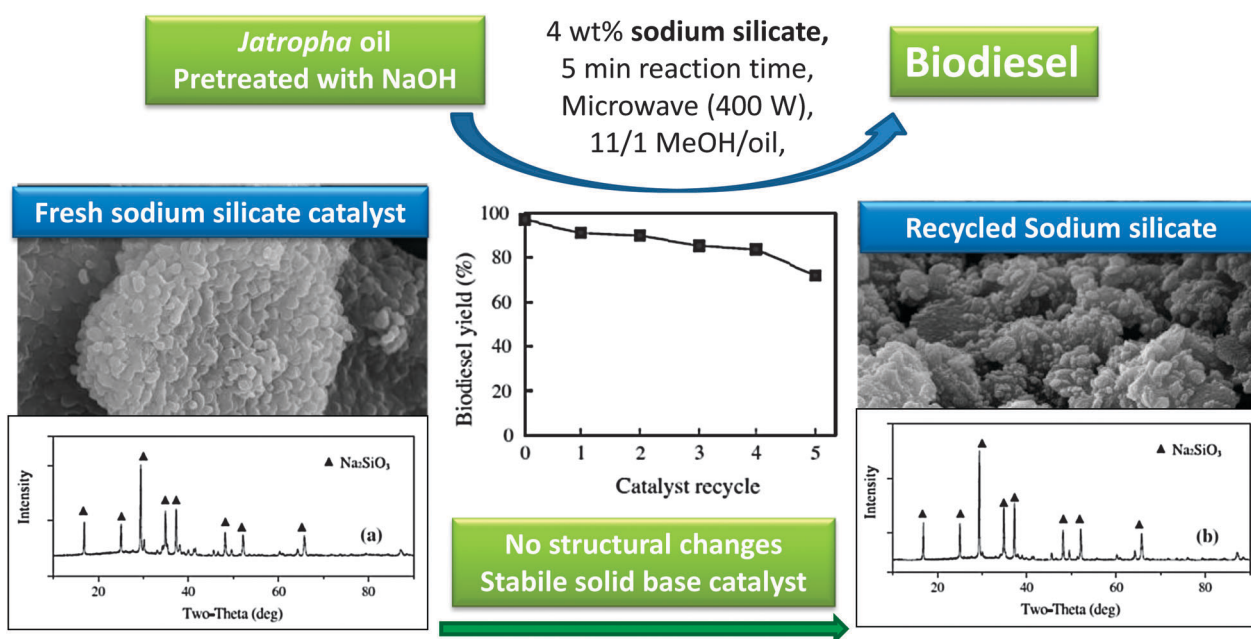 Jatropha oil
Pretreated with NaOH
4 wt% sodium silicate,
5 min reaction time,
Microwave (400 W),
11/1 MeOH/oil,
Biodiesel
Fresh sodium silicate catalyst
Intensity
▲ Na₂SiO₃
(a)
20 40 60 80
Two-Theta (deg)
Biodiesel yield (%)
100
80
60
40
20
0
0 1 2 3 4 5
Catalyst recycle
No structural changes
Stabile solid base catalyst
Recycled Sodium silicate
Intensity
▲ Na₂SiO₃
(b)
20 40 60 80
Two-Theta (deg)